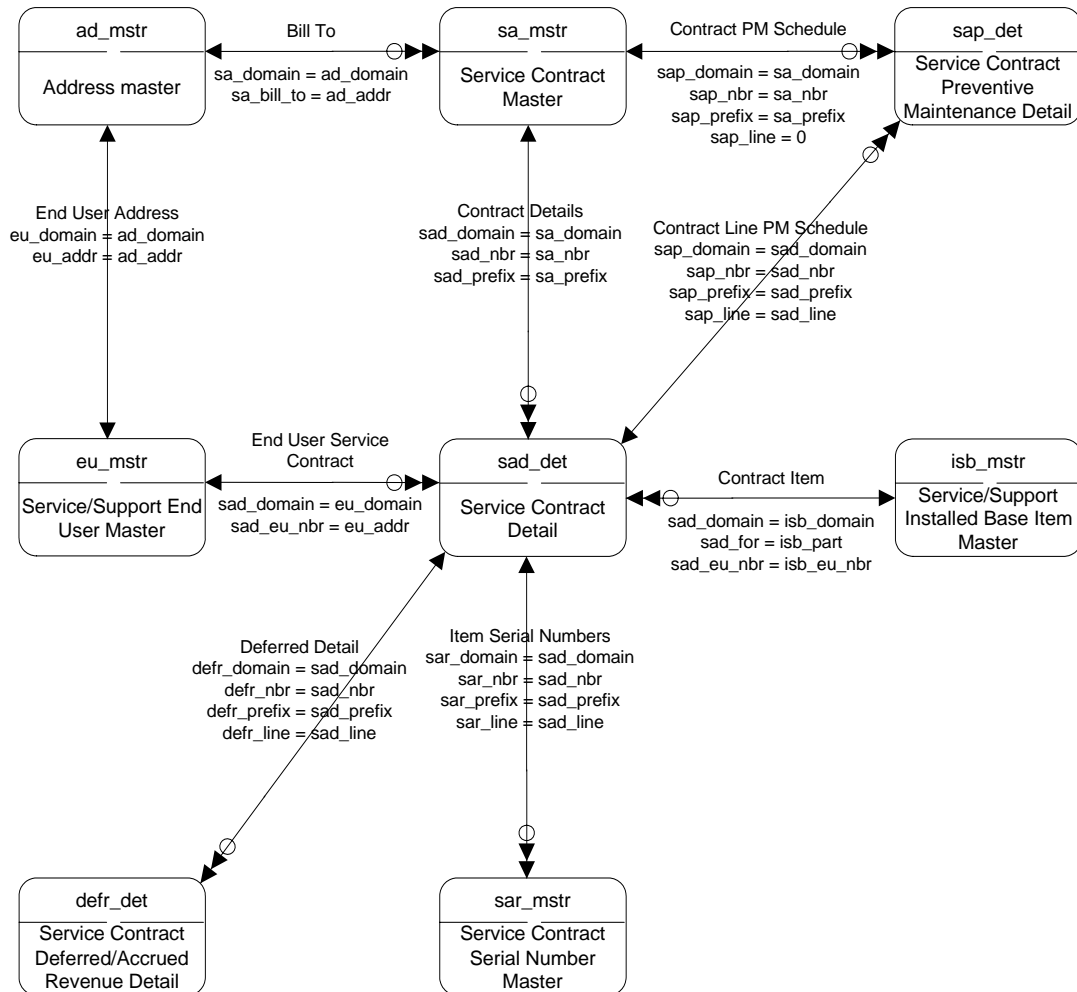 ad_mstr
Address master
Bill To
sa_domain = ad_domain
sa_bill_to = ad_addr
sa_mstr
Service Contract
Master
Contract PM Schedule
sap_domain = sa_domain
sap_nbr = sa_nbr
sap_prefix = sa_prefix
sap_line = 0
sap_det
Service Contract
Preventive
Maintenance Detail
End User Address
eu_domain = ad_domain
eu_addr = ad_addr
Contract Details
sad_domain = sa_domain
sad_nbr = sa_nbr
sad_prefix = sa_prefix
Contract Line PM Schedule
sap_domain = sad_domain
sap_nbr = sad_nbr
sap_prefix = sad_prefix
sap_line = sad_line
eu_mstr
Service/Support End
User Master
End User Service
Contract
sad_domain = eu_domain
sad_eu_nbr = eu_addr
sad_det
Service Contract
Detail
Contract Item
sad_domain = isb_domain
sad_for = isb_part
sad_eu_nbr = isb_eu_nbr
isb_mstr
Service/Support
Installed Base Item
Master
Deferred Detail
defr_domain = sad_domain
defr_nbr = sad_nbr
defr_prefix = sad_prefix
defr_line = sad_line
Item Serial Numbers
sar_domain = sad_domain
sar_nbr = sad_nbr
sar_prefix = sad_prefix
sar_line = sad_line
defr_det
Service Contract
Deferred/Accrued
Revenue Detail
sar_mstr
Service Contract
Serial Number
Master